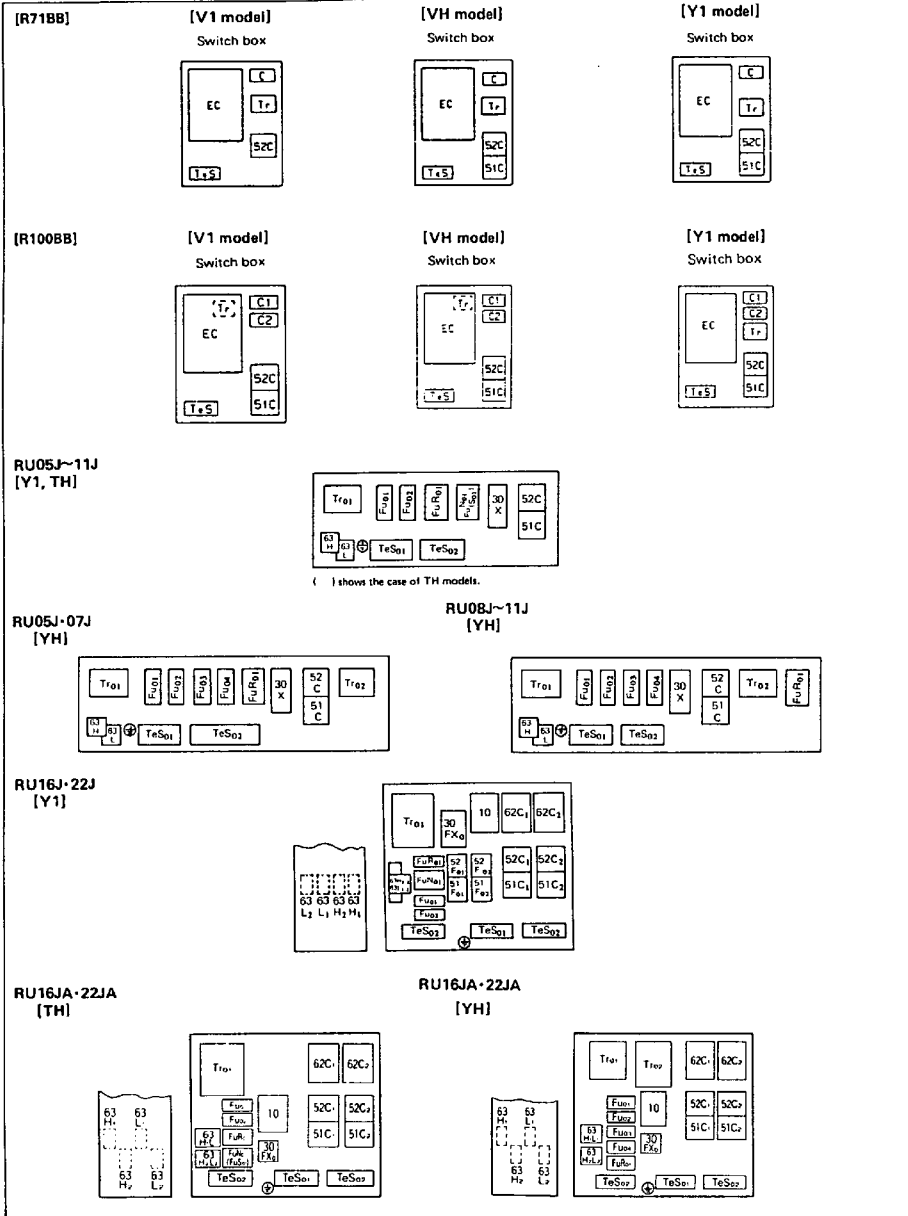 [R71BB]
[V1 model]
Switch box
EC
C
Tr
52C
TeS
[VH model]
Switch box
EC
C
Tr
52C
51C
TeS
[Y1 model]
Switch box
EC
C
Tr
52C
51C
TeS
[R100BB]
[V1 model]
Switch box
(Tr)
EC
C1
C2
52C
51C
TeS
[VH model]
Switch box
Tr
EC
C1
C2
52C
51C
TeS
[Y1 model]
Switch box
EC
C1
C2
Tr
52C
51C
TeS
RU05J~11J
[Y1, TH]
Tr01
Fu01
Fu02
FuR01
30
X
52C
51C
63
H
63
L
TeS01
TeS02
( ) shows the case of TH models.
RU05J·07J
[YH]
Tr01
Fu01
Fu02
Fu03
Fu04
FuR01
30
X
52
C
51
C
Tr02
63
H
63
L
TeS01
TeS02
RU08J~11J
[YH]
Tr01
Fu01
Fu02
Fu03
Fu04
30
X
52
C
51
C
Tr02
FuR01
63
H
63
L
TeS01
TeS02
RU16J·22J
[Y1]
63 63 63 63
L2 L1 H2 H1
Tr01
30
FX0
10
62C1
62C2
FuR01
FuN01
Fu01
Fu02
52
F01
51
F01
52
F02
51
F02
52C1
52C2
51C1
51C2
TeS02
TeS01
TeS02
RU16JA·22JA
[TH]
63
H1
63
L1
63
H2
63
L2
Tr01
62C1
62C2
10
52C1
52C2
51C1
51C2
63
H1L1
63
H2L2
30
FX0
TeS02
TeS01
TeS02
RU16JA·22JA
[YH]
63
H1
63
L1
63
H2
63
L2
Tr01
Tr02
62C1
62C2
Fu01
Fu02
Fu03
Fu04
FuR01
10
52C1
52C2
51C1
51C2
63
H1L1
63
H2L2
30
FX0
TeS02
TeS01
TeS02